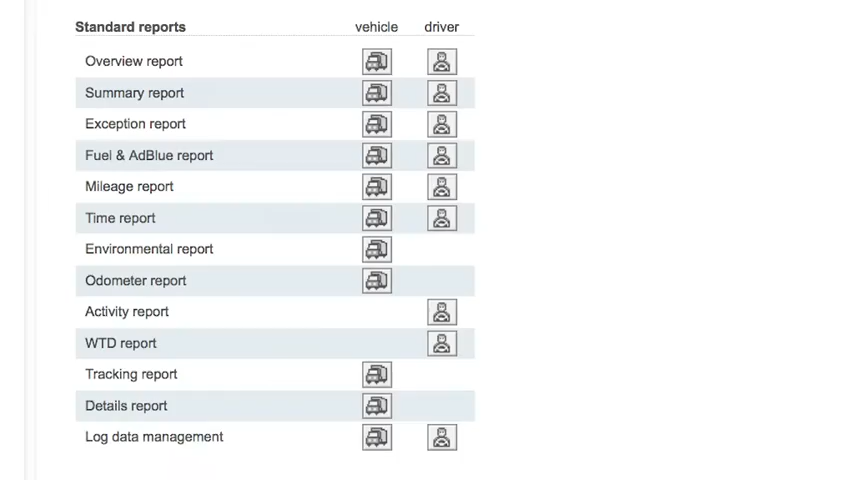 Standard reports vehicle driver
Overview report
Summary report
Exception report
Fuel & AdBlue report
Mileage report
Time report
Environmental report
Odometer report
Activity report
WTD report
Tracking report
Details report
Log data management